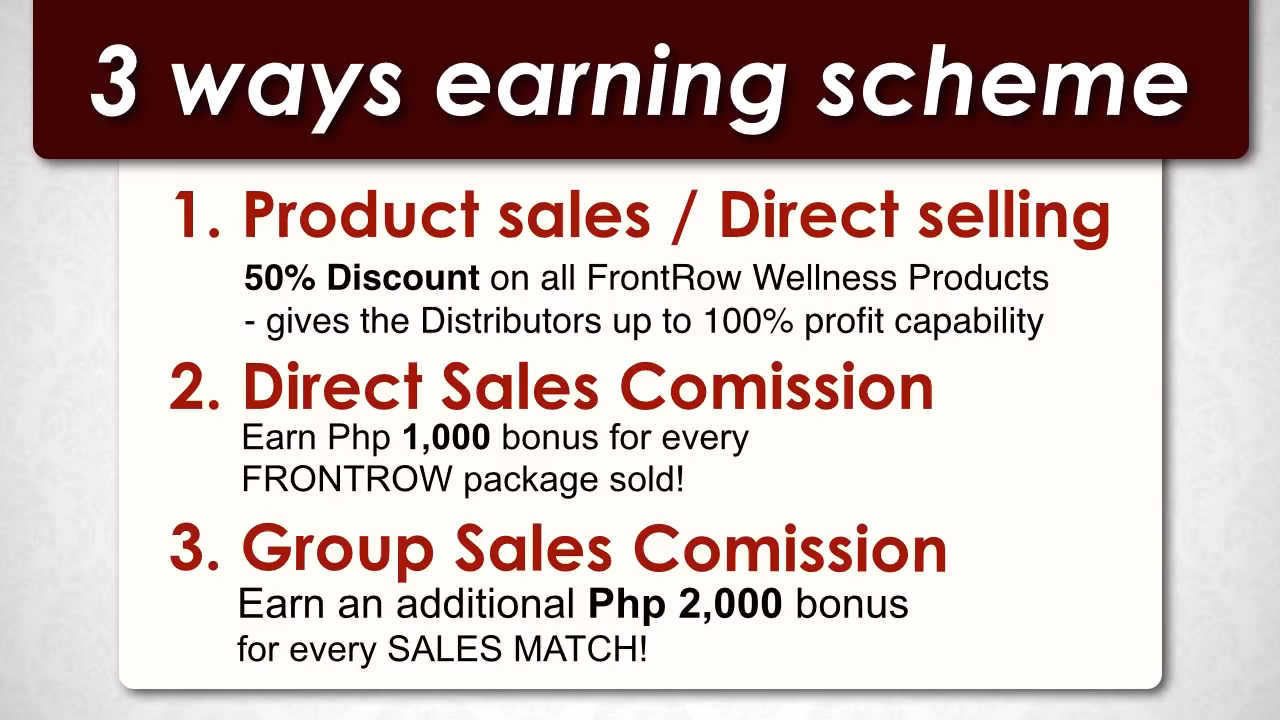 3 ways earning scheme
1. Product sales / Direct selling
50% Discount on all FrontRow Wellness Products
- gives the Distributors up to 100% profit capability
2. Direct Sales Comission
Earn Php 1,000 bonus for every
FRONTROW package sold!
3. Group Sales Comission
Earn an additional Php 2,000 bonus
for every SALES MATCH!